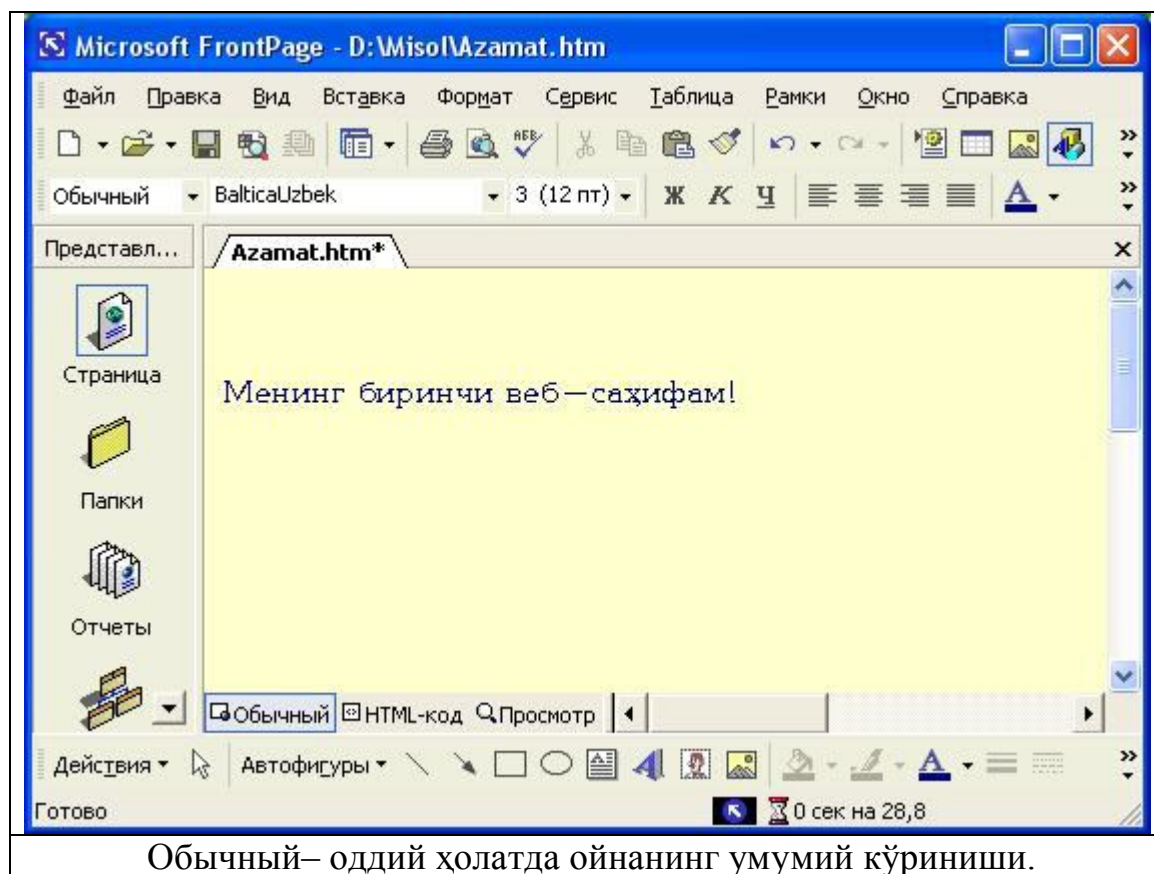 Microsoft FrontPage - D:\Misol\Azamat.htm
Файл Правка Вид Вставка Формат Сервис Таблица Рамки Окно Справка
Обычный BalticaUzbek 3 (12 пт) Ж К Ч
Представл... Azamat.htm*
Страница
Менинг биринчи веб—саҳифам!
Папки
Отчеты
Обычный HTML-код Просмотр
Действия Автофигуры
Готово 0 сек на 28,8
Обычный– оддий ҳолатда ойнанинг умумий кўриниши.